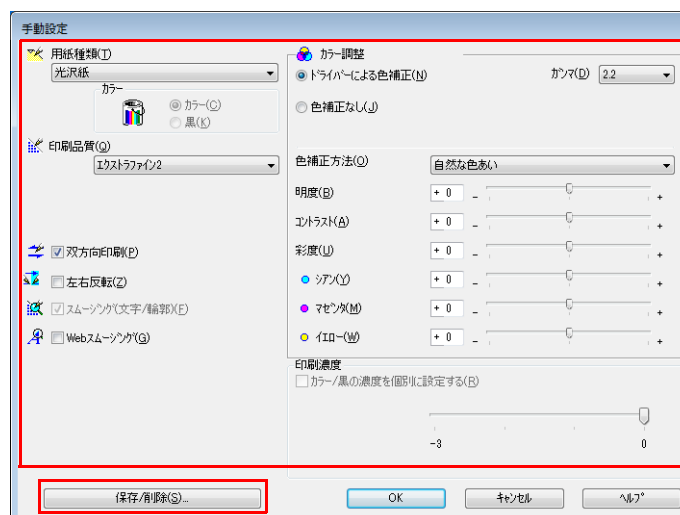 手動設定
用紙種類(T)
光沢紙
カラー
カラー(C)
黒(K)
印刷品質(Q)
エクストラファイン2
双方向印刷(P)
左右反転(Z)
スムージング(文字/輪郭)(F)
Webスムージング(G)
カラー調整
ドライバーによる色補正(N)
ガンマ(D) 2.2
色補正なし(J)
色補正方法(O) 自然な色あい
明度(B) + 0 - +
コントラスト(A) + 0 - +
彩度(U) + 0 - +
シアン(Y) + 0 - +
マゼンタ(M) + 0 - +
イエロー(W) + 0 - +
印刷濃度
カラー/黒の濃度を個別に設定する(R)
-3 0
保存/削除(S)... OK キャンセル ヘルプ